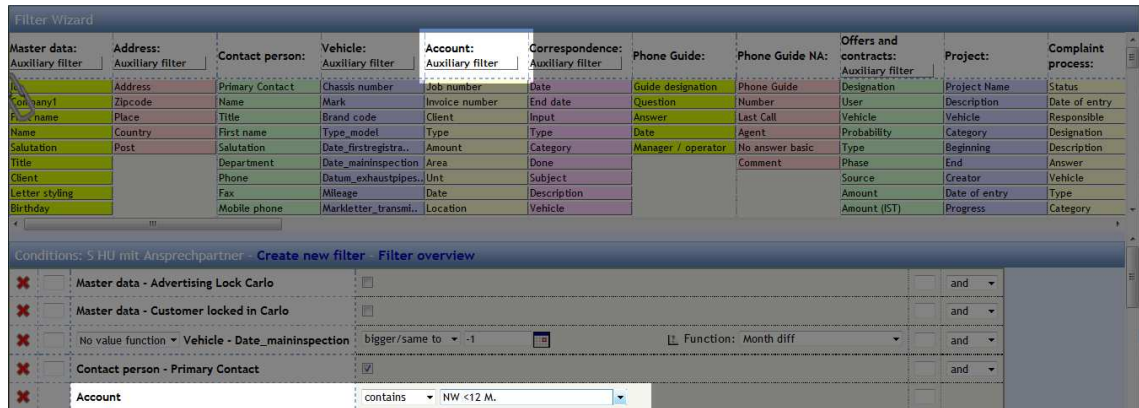 Filter Wizard
Master data: Address: Contact person: Vehicle: Account: Correspondence: Phone Guide: Phone Guide NA: Offers and contracts: Project: Complaint process:
Auxiliary filter Auxiliary filter Auxiliary filter Auxiliary filter Auxiliary filter Auxiliary filter
Address Primary Contact Chassis number Job number Date Guide designation Phone Guide Designation Project Name Status
Company1 Zipcode Name Mark Invoice number End date Question Number User Description Date of entry
First name Place Title Brand code Client Input Answer Last Call Vehicle Vehicle Responsible
Name Country First name Type_model Type Type Date Agent Probability Category Designation
Salutation Post Salutation Date_firstregistra.. Amount Category Manager / operator No answer basic Type Beginning Description
Title Department Date_maininspection Area Done Comment Phase End Answer
Client Phone Datum_exhaustpipes.. Unt Subject Source Creator Vehicle
Letter styling Fax Mileage Date Description Amount Date of entry Type
Birthday Mobile phone Markletter_transmi.. Location Vehicle Amount (IST) Progress Category
Conditions: S HU mit Ansprechpartner - Create new filter - Filter overview
Master data - Advertising Lock Carlo and
Master data - Customer locked in Carlo and
No value function Vehicle - Date_maininspection bigger/same to -1 Function: Month diff and
Contact person - Primary Contact and
Account contains NW <12 M.